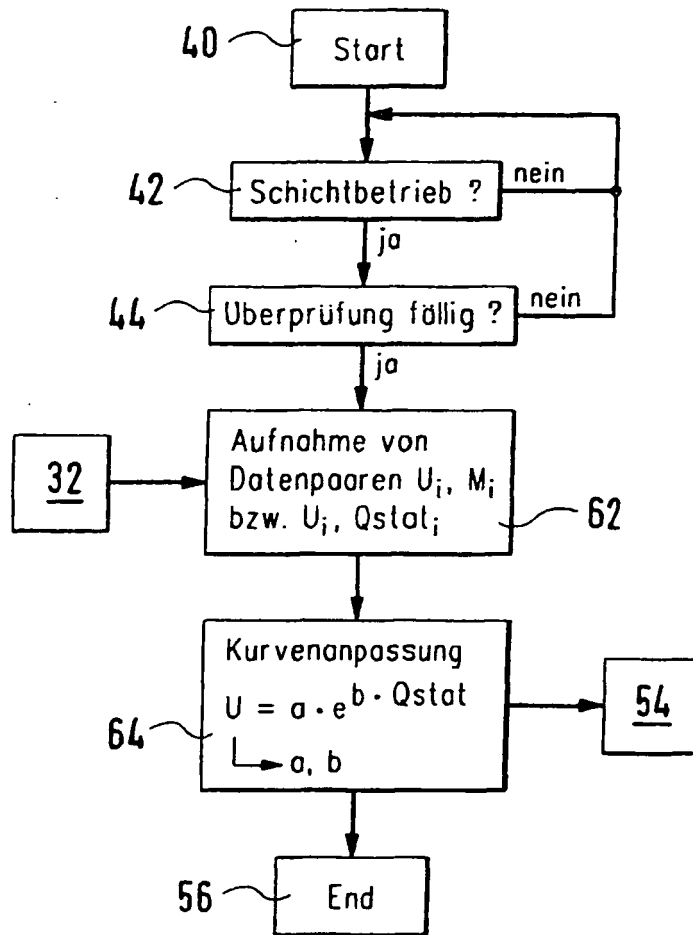 40
Start
42
Schichtbetrieb ?
nein
ja
44
Uberprüfung fällig ?
nein
ja
32
Aufnahme von
Datenpaaren Ui, Mi
bzw. Ui, Qstati
62
Kurvenanpassung
U = a · e^b · Qstat
a, b
64
54
56
End